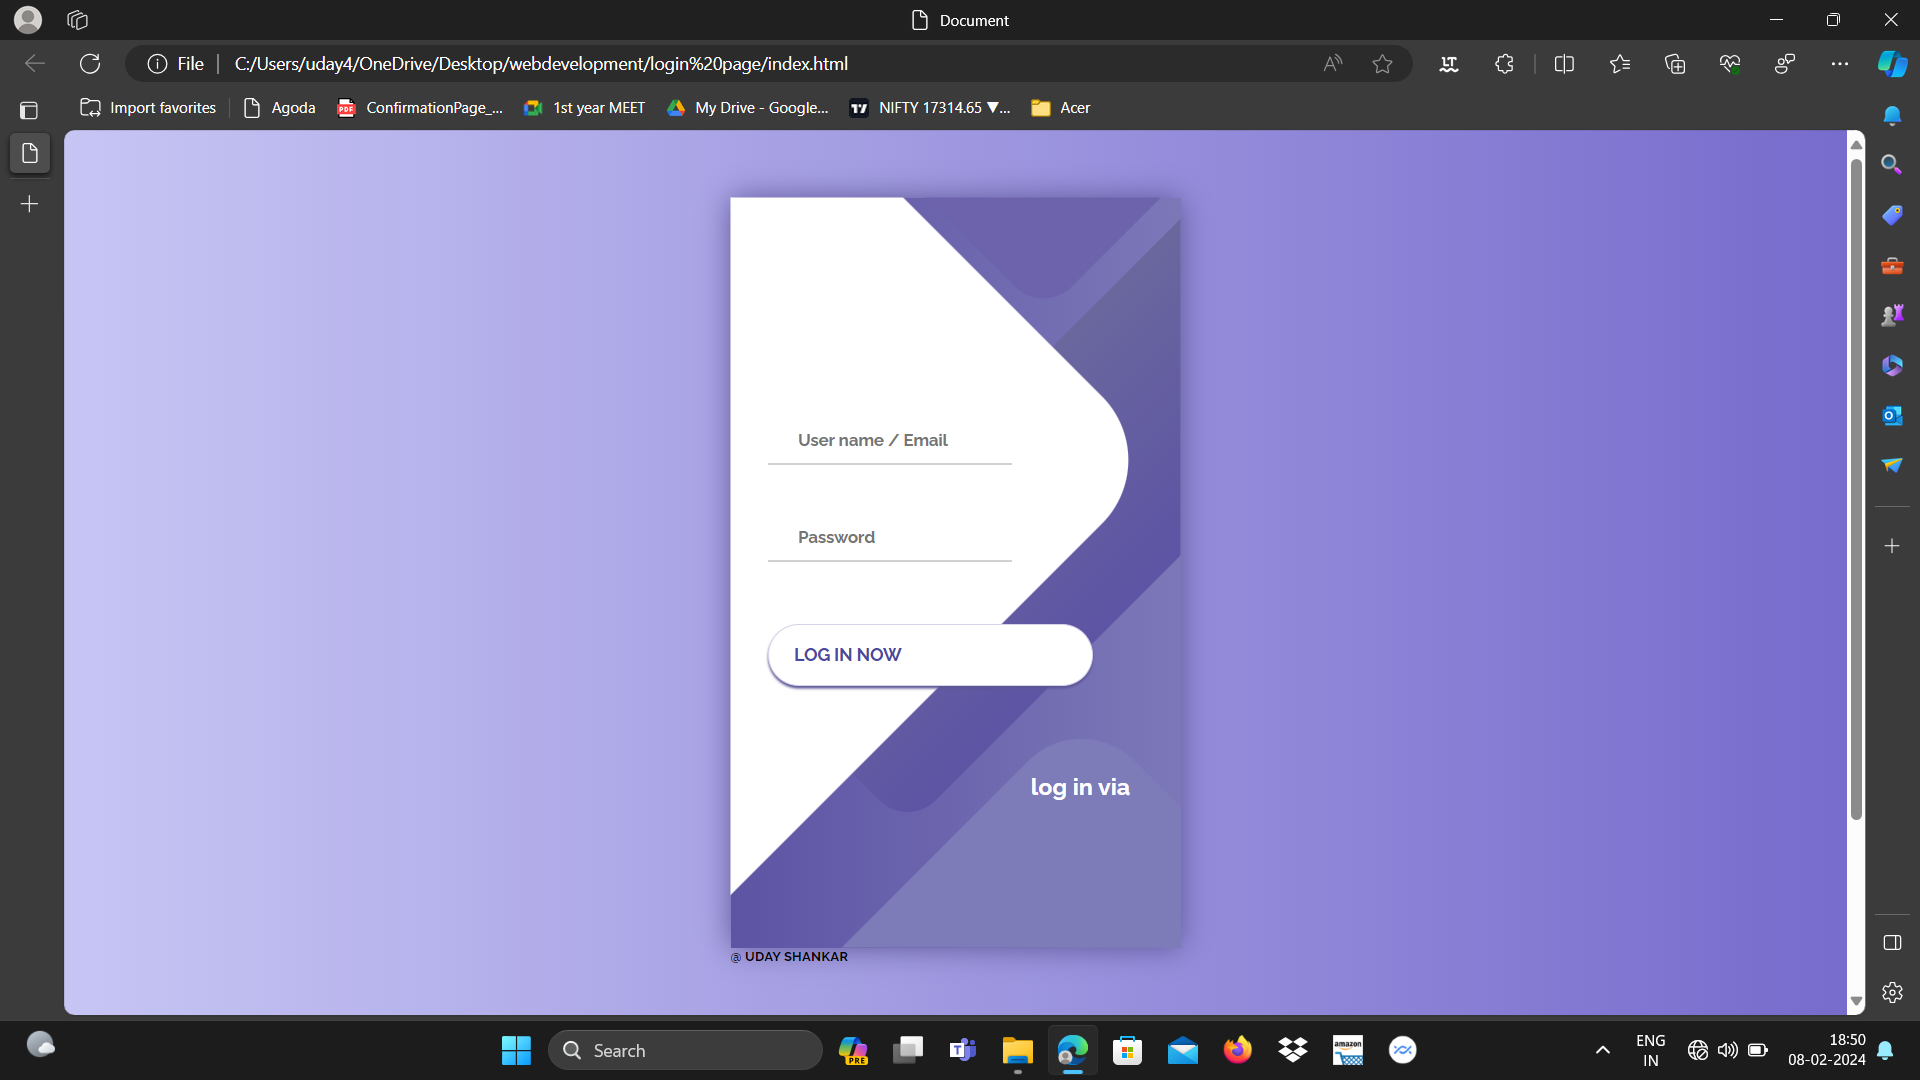 Document
File
C:/Users/uday4/OneDrive/Desktop/webdevelopment/login%20page/index.html
Import favorites
Agoda
ConfirmationPage_...
1st year MEET
My Drive - Google...
NIFTY 17314.65 ▼...
Acer
User name / Email
Password
LOG IN NOW
log in via
@ UDAY SHANKAR
Search
PRE
amazon
ENG
IN
18:50
08-02-2024